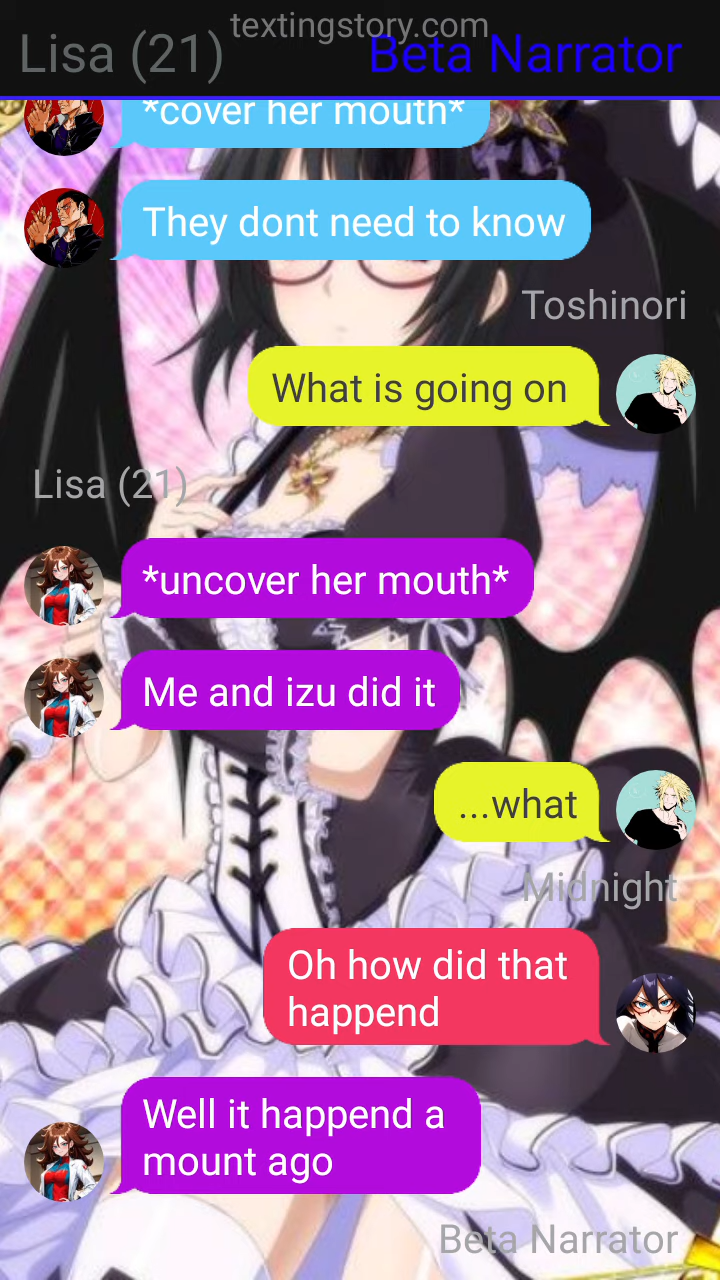 textingstory.com
Lisa (21)
Beta Narrator
*cover her mouth*
They dont need to know
Toshinori
What is going on
Lisa (21)
*uncover her mouth*
Me and izu did it
...what
Midnight
Oh how did that
happend
Well it happend a
mount ago
Beta Narrator